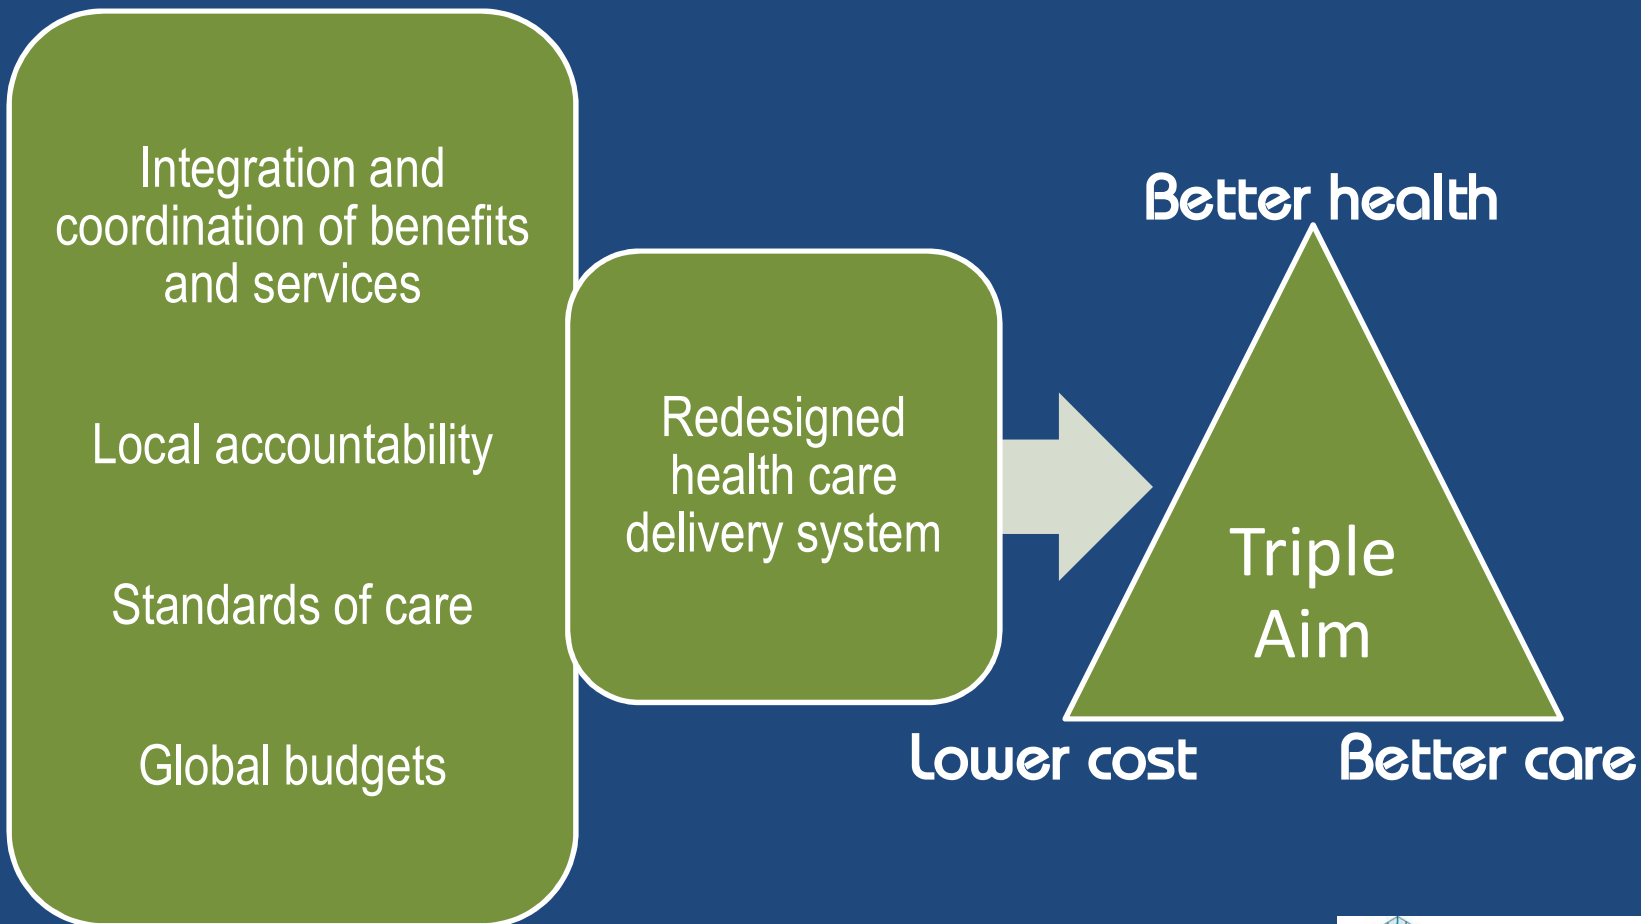 Integration and
coordination of benefits
and services
Local accountability
Standards of care
Global budgets
Redesigned
health care
delivery system
Better health
Triple
Aim
Lower cost
Better care